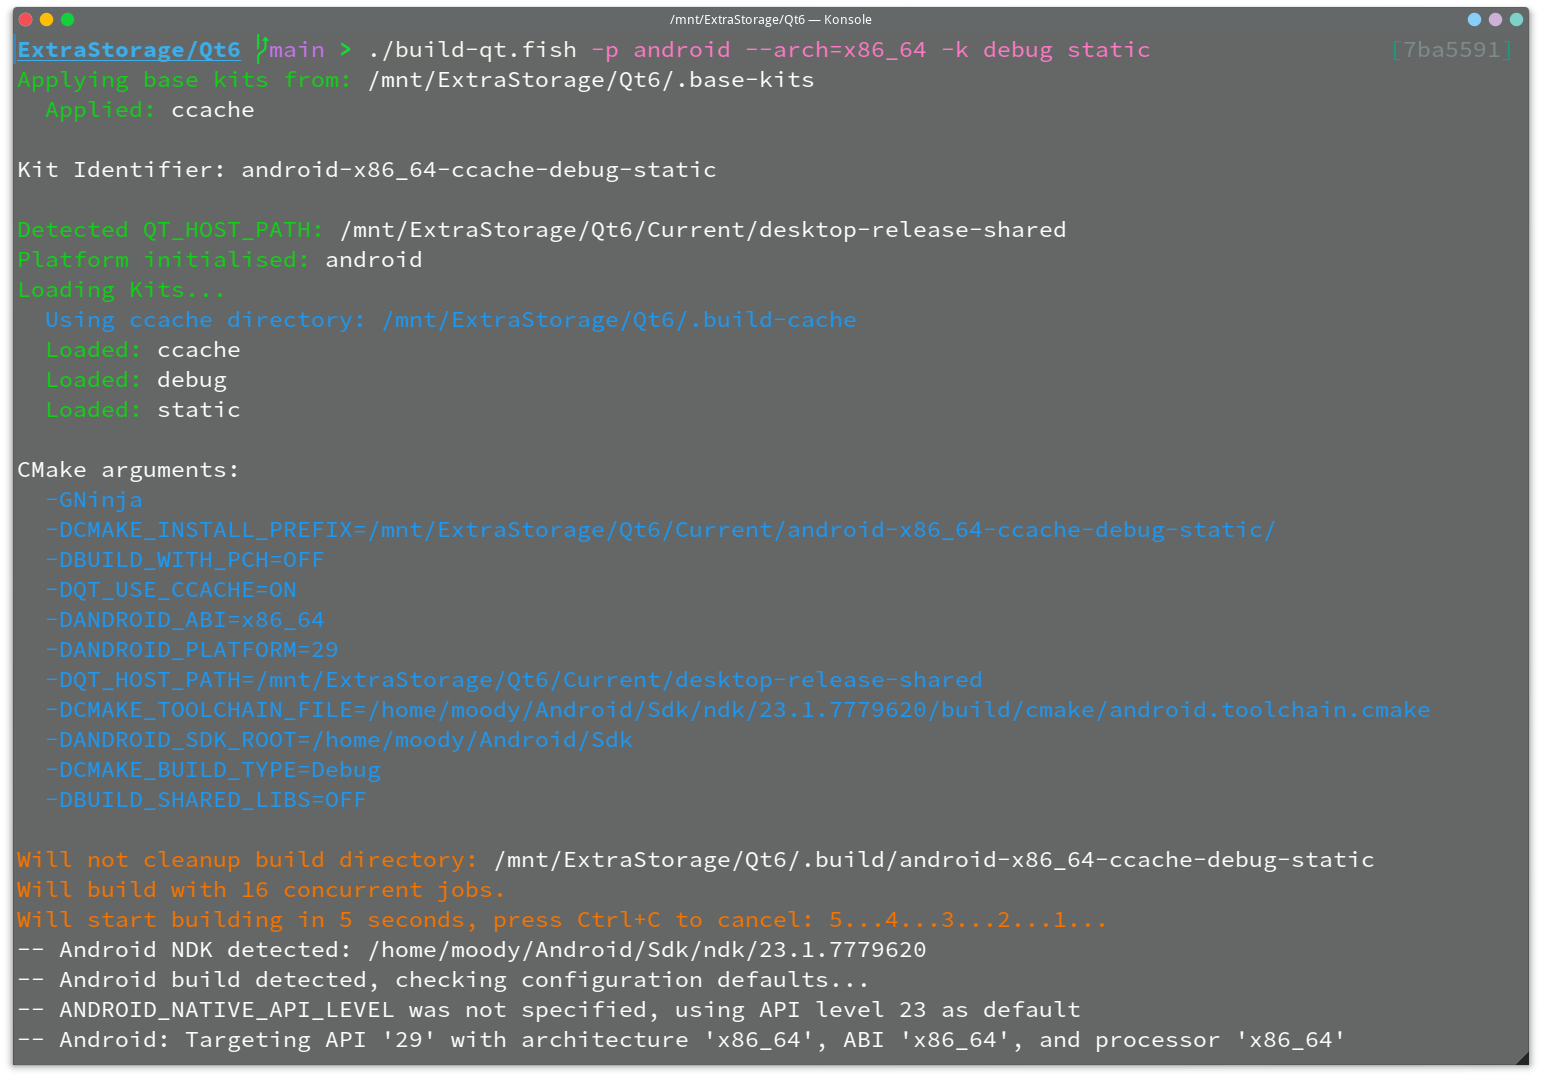 /mnt/ExtraStorage/Qt6 — Konsole
ExtraStorage/Qt6 main > ./build-qt.fish -p android --arch=x86_64 -k debug static [7ba5591]
Applying base kits from: /mnt/ExtraStorage/Qt6/.base-kits
Applied: ccache
Kit Identifier: android-x86_64-ccache-debug-static
Detected QT_HOST_PATH: /mnt/ExtraStorage/Qt6/Current/desktop-release-shared
Platform initialised: android
Loading Kits...
Using ccache directory: /mnt/ExtraStorage/Qt6/.build-cache
Loaded: ccache
Loaded: debug
Loaded: static
CMake arguments:
-GNinja
-DCMAKE_INSTALL_PREFIX=/mnt/ExtraStorage/Qt6/Current/android-x86_64-ccache-debug-static/
-DBUILD_WITH_PCH=OFF
-DQT_USE_CCACHE=ON
-DANDROID_ABI=x86_64
-DANDROID_PLATFORM=29
-DQT_HOST_PATH=/mnt/ExtraStorage/Qt6/Current/desktop-release-shared
-DCMAKE_TOOLCHAIN_FILE=/home/moody/Android/Sdk/ndk/23.1.7779620/build/cmake/android.toolchain.cmake
-DANDROID_SDK_ROOT=/home/moody/Android/Sdk
-DCMAKE_BUILD_TYPE=Debug
-DBUILD_SHARED_LIBS=OFF
Will not cleanup build directory: /mnt/ExtraStorage/Qt6/.build/android-x86_64-ccache-debug-static
Will build with 16 concurrent jobs.
Will start building in 5 seconds, press Ctrl+C to cancel: 5...4...3...2...1...
-- Android NDK detected: /home/moody/Android/Sdk/ndk/23.1.7779620
-- Android build detected, checking configuration defaults...
-- ANDROID_NATIVE_API_LEVEL was not specified, using API level 23 as default
-- Android: Targeting API '29' with architecture 'x86_64', ABI 'x86_64', and processor 'x86_64'